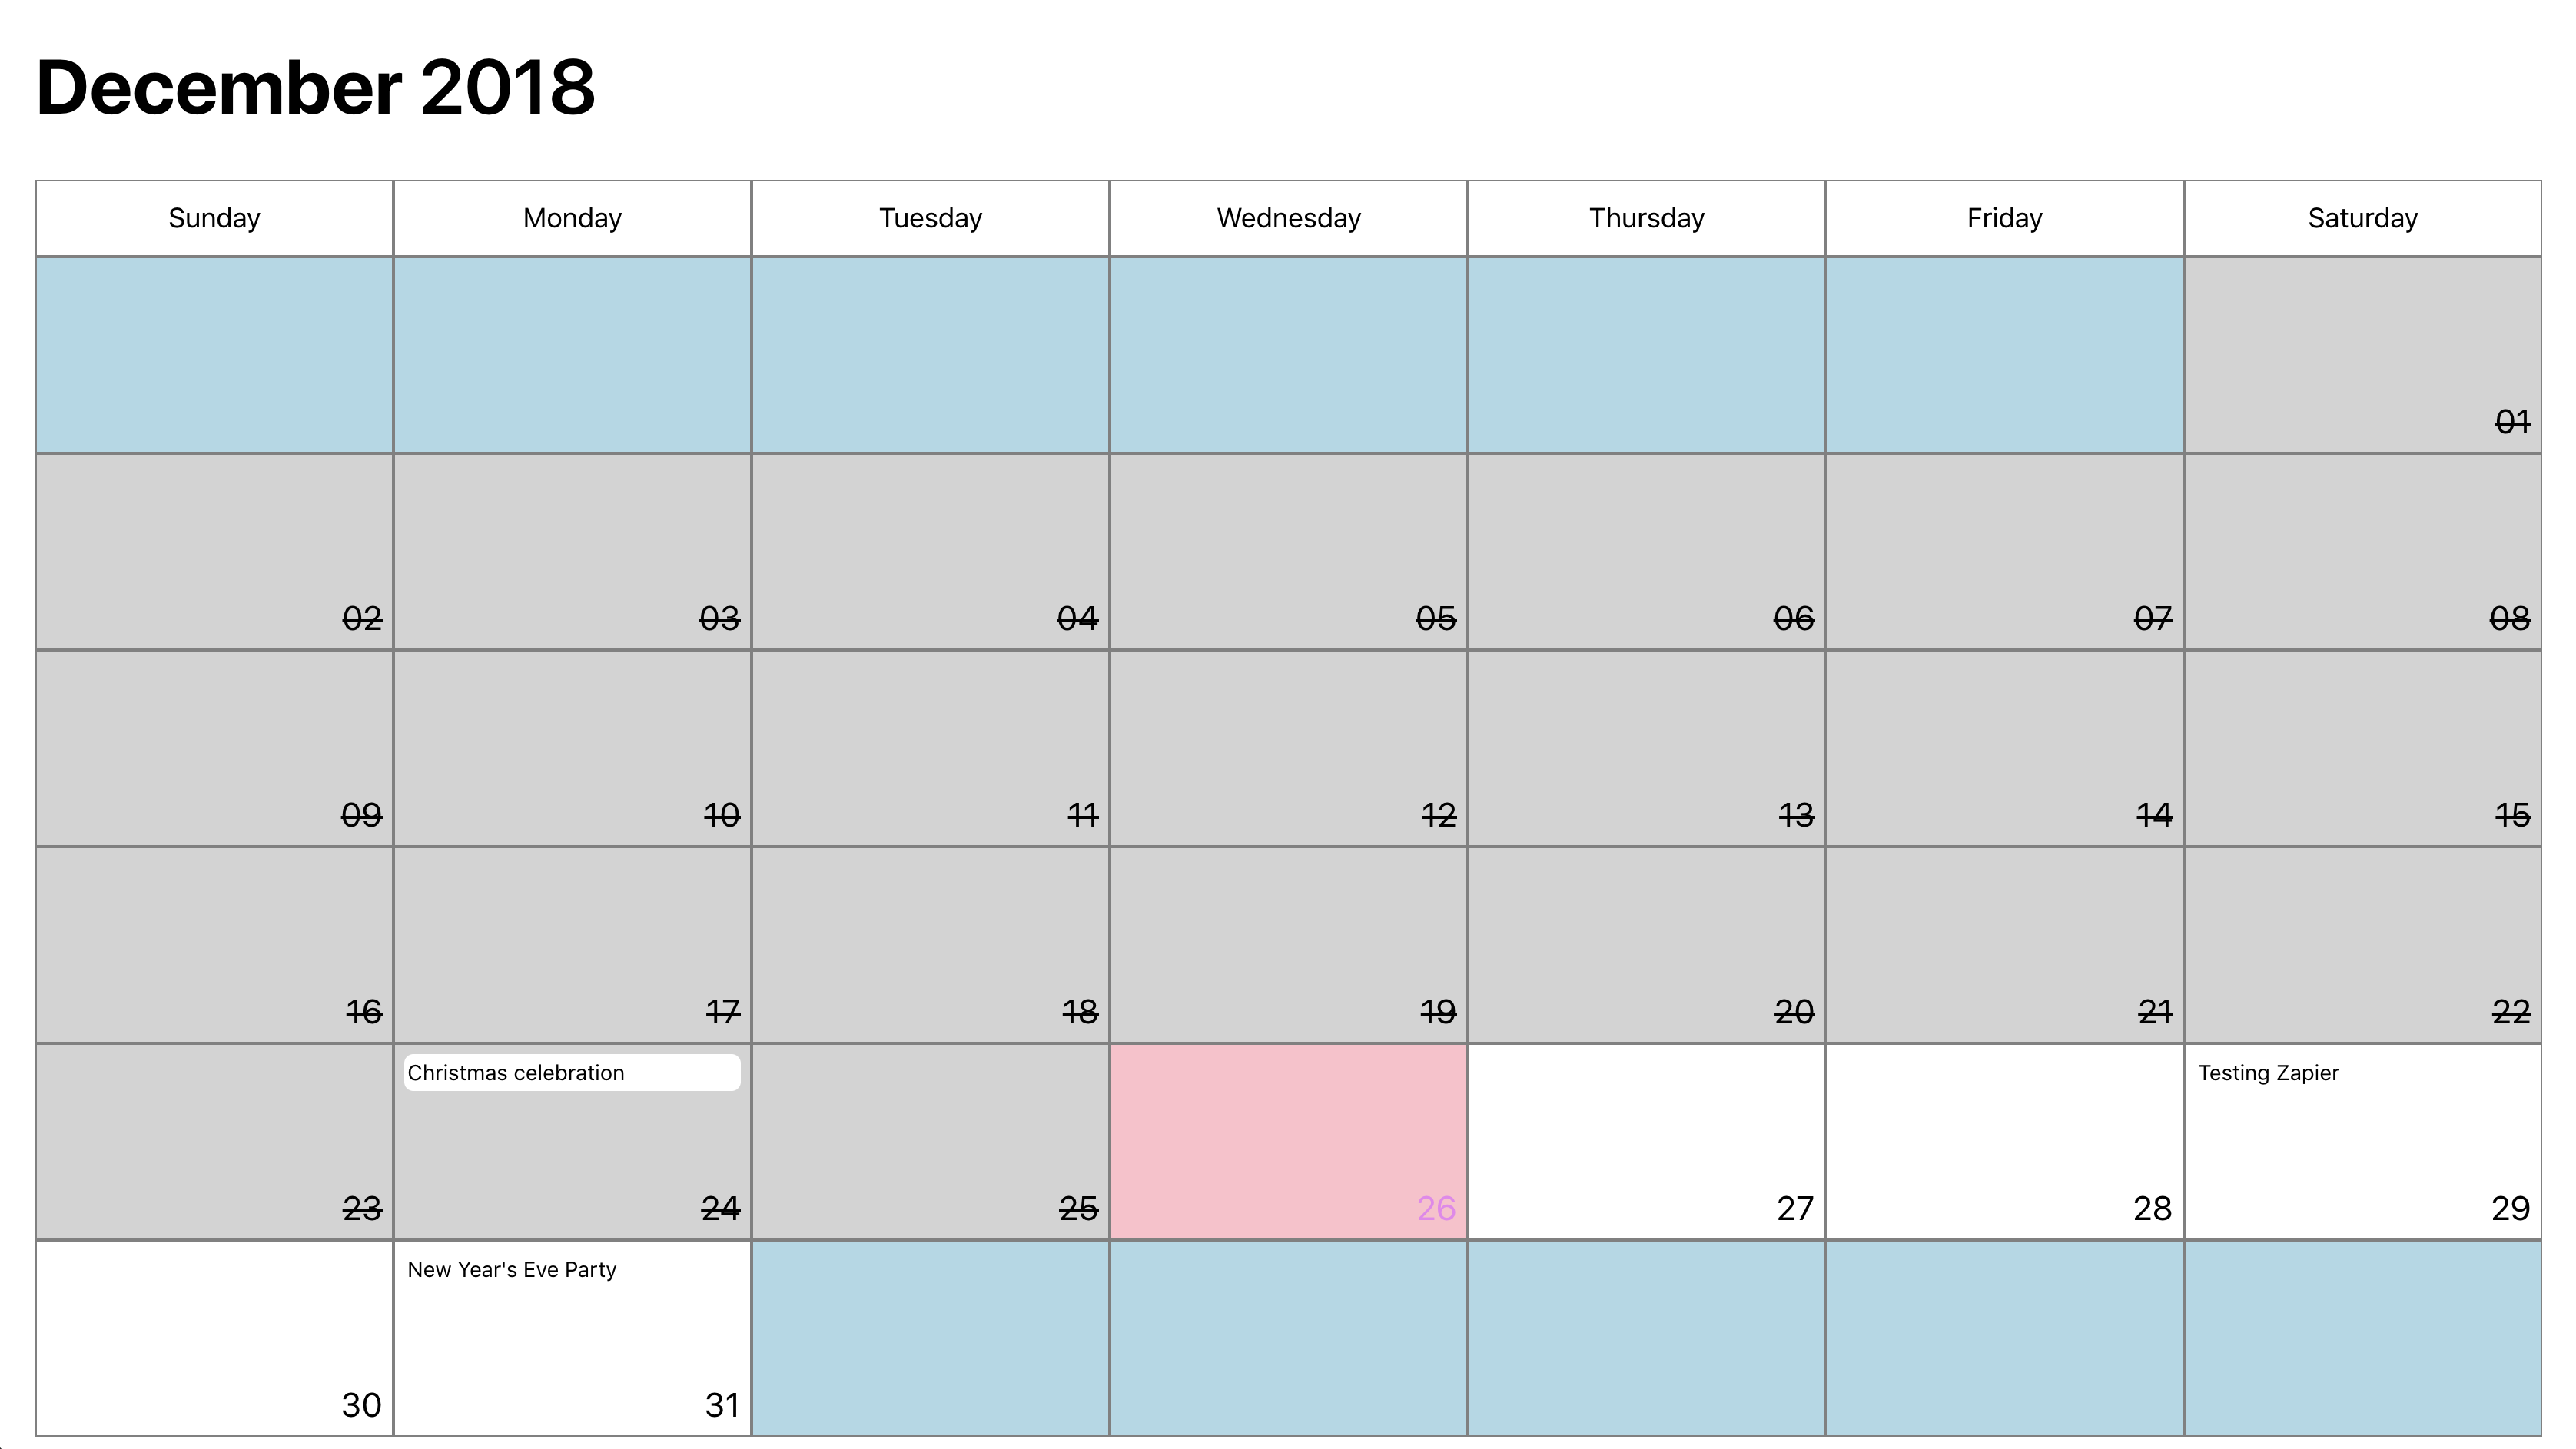 December 2018
Sunday Monday Tuesday Wednesday Thursday Friday Saturday
01
02 03 04 05 06 07 08
09 10 11 12 13 14 15
16 17 18 19 20 21 22
Christmas celebration Testing Zapier
23 24 25 26 27 28 29
New Year's Eve Party
30 31